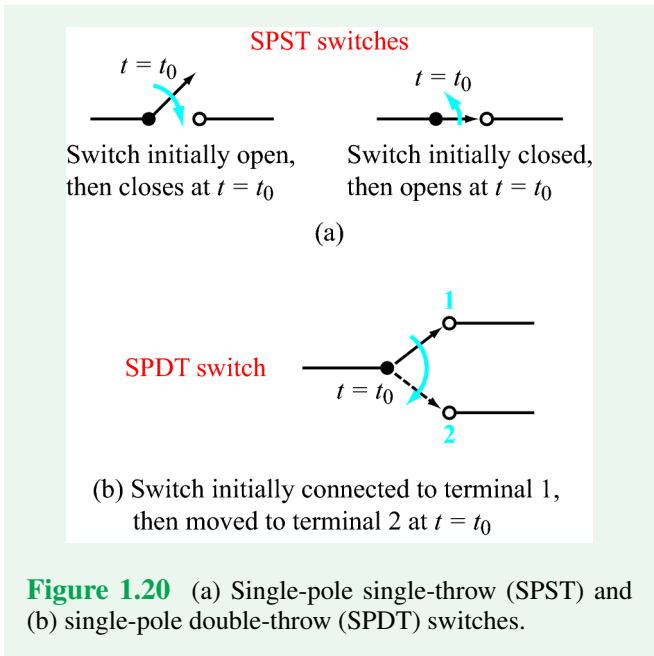 SPST switches
t = t0
t = t0
Switch initially open,
then closes at t = t0
Switch initially closed,
then opens at t = t0
(a)
1
SPDT switch
t = t0
2
(b) Switch initially connected to terminal 1,
then moved to terminal 2 at t = t0
Figure 1.20 (a) Single-pole single-throw (SPST) and
(b) single-pole double-throw (SPDT) switches.